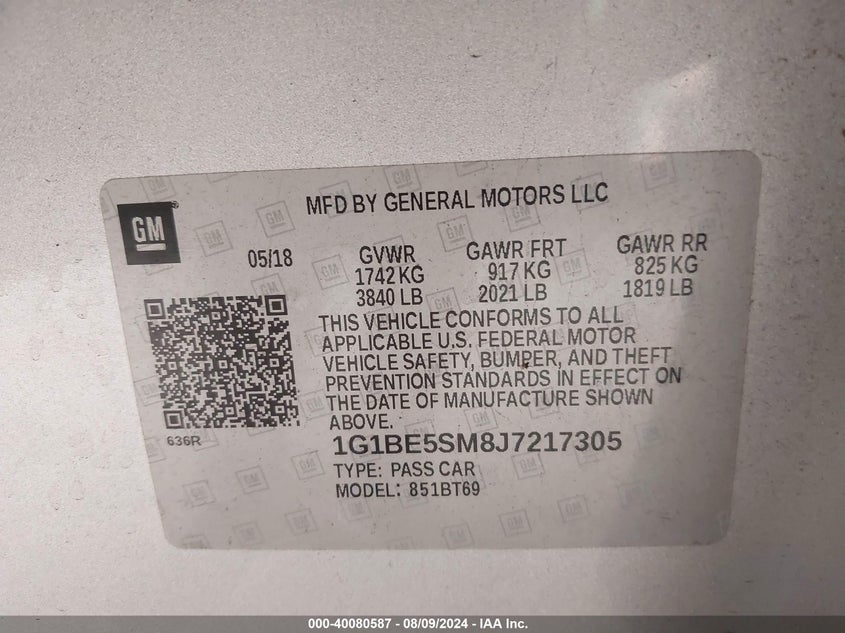 MFD BY GENERAL MOTORS LLC
GM
05/18
GVWR GAWR FRT GAWR RR
1742 KG 917 KG 825 KG
3840 LB 2021 LB 1819 LB
THIS VEHICLE CONFORMS TO ALL
APPLICABLE U.S. FEDERAL MOTOR
VEHICLE SAFETY, BUMPER, AND THEFT
PREVENTION STANDARDS IN EFFECT ON
THE DATE OF MANUFACTURE SHOWN
ABOVE.
636R
1G1BE5SM8J7217305
TYPE: PASS CAR
MODEL: 851BT69
000-40080587 - 08/09/2024 - IAA Inc.